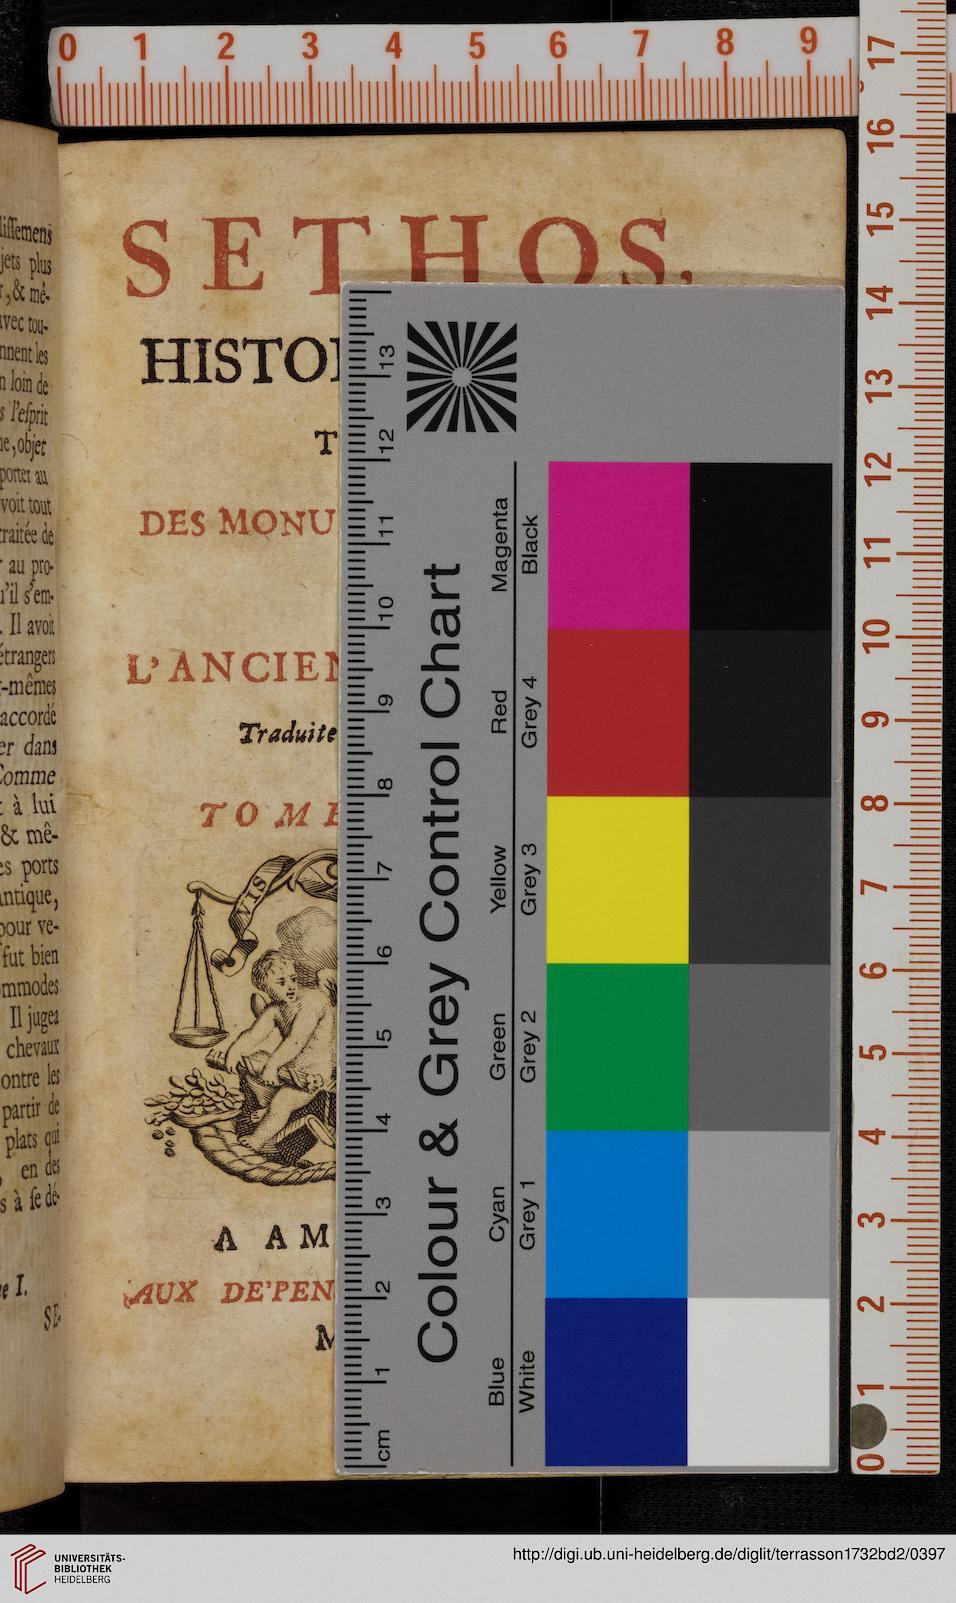 0 1 2 3 4 5 6 7 8 9
17
16
15
14
13
12
11
10
9
8
7
6
5
4
3
2
1
0
liſſemens
jets plus
r, & mê-
avec tou-
nnent les
n loin de
s l'eſprit
ne, objet
porter au
voit tout
traitée de
r au pro-
u'il s'em-
. Il avoit
étrangers
r-mêmes
accordé
er dans
Comme
t à lui
& mê-
es ports
antique,
pour ve-
fut bien
ommodes
Il jugea
chevaux
ontre les
partir de
plats qui
en des
s à ſe dé-
e I.
SE-
SETHOS,
HISTOI
T
DES MONU
L'ANCIEN
Traduite
TOME
NIS
A AM
AUX DE'PEN
M
13
12
11
10
9
8
7
6
5
4
3
2
1
cm
Colour & Grey Control Chart
Blue Cyan Green Yellow Red Magenta
White Grey 1 Grey 2 Grey 3 Grey 4 Black
UNIVERSITÄTS-
BIBLIOTHEK
HEIDELBERG
http://digi.ub.uni-heidelberg.de/diglit/terrasson1732bd2/0397